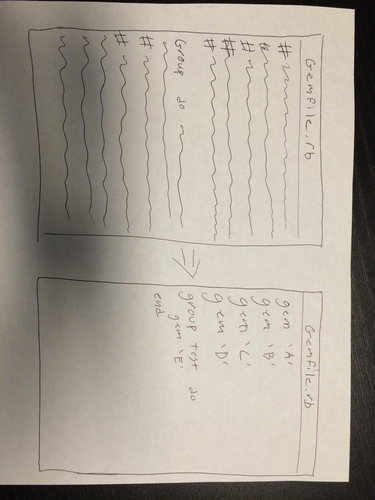 Gemfile.rb
#
#
#
#
#
Group do
#
#
Gemfile.rb
gem 'A'
gem 'B'
gem 'C'
gem 'D'
group test do
gem 'E'
end